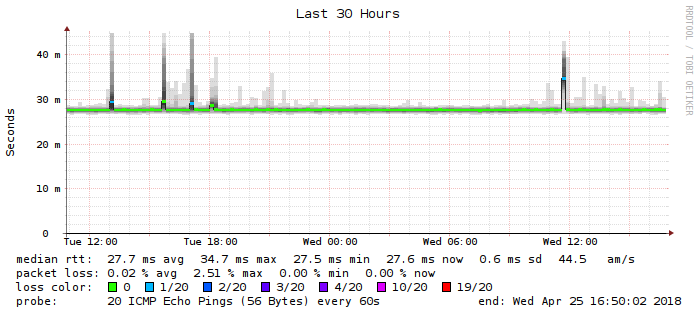 Last 30 Hours
RRDTOOL / TOBI OETIKER
Seconds
40 m
30 m
20 m
10 m
0
Tue 12:00 Tue 18:00 Wed 00:00 Wed 06:00 Wed 12:00
median rtt: 27.7 ms avg 34.7 ms max 27.5 ms min 27.6 ms now 0.6 ms sd 44.5 am/s
packet loss: 0.02 % avg 2.51 % max 0.00 % min 0.00 % now
loss color: 0 1/20 2/20 3/20 4/20 10/20 19/20
probe: 20 ICMP Echo Pings (56 Bytes) every 60s end: Wed Apr 25 16:50:02 2018